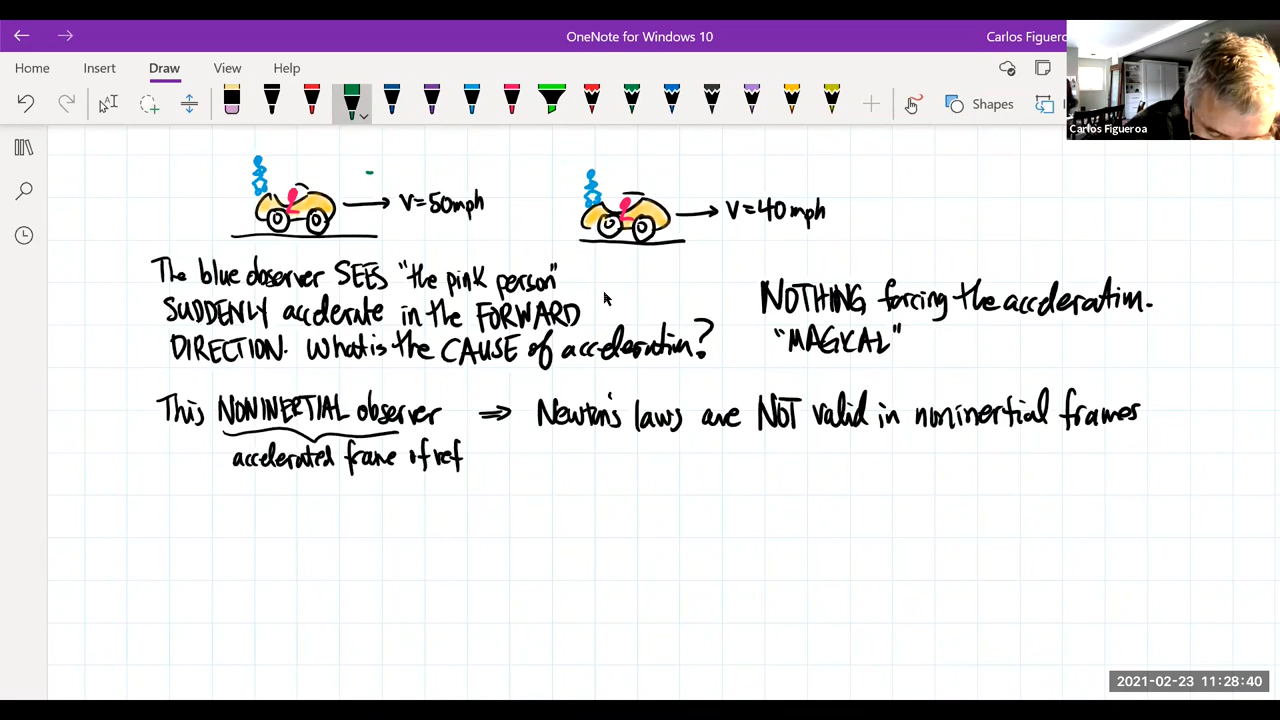 OneNote for Windows 10
Carlos Figuero
Home Insert Draw View Help
Shapes
Carlos Figueroa
V=50mph
V=40mph
The blue observer SEES "the pink person"
SUDDENLY acclerate in the FORWARD
DIRECTION. What is the CAUSE of acceleration?
NOTHING forcing the acceleration.
"MAGICAL"
This NONINERTIAL observer ⇒ Newton's laws are NOT valid in noninertial frames
accelerated frame of ref
2021-02-23 11:28:40